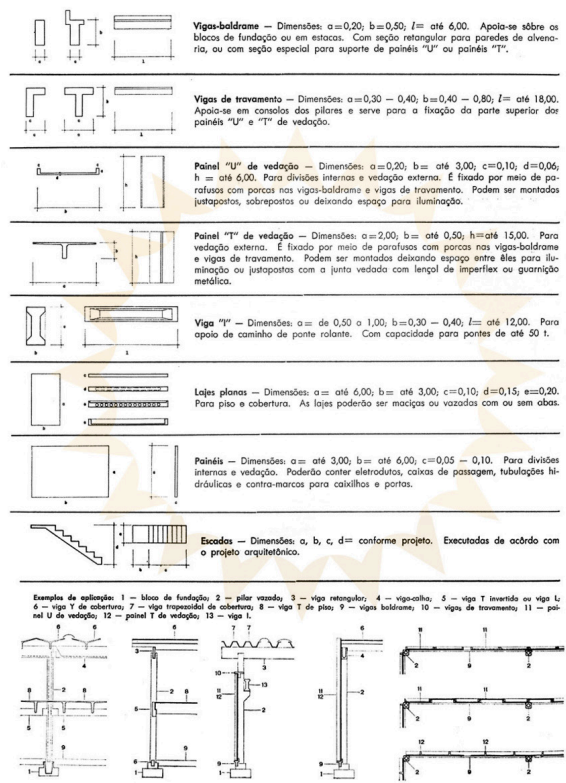 Vigas-baldrame — Dimensões: a=0,20; b=0,50; l= até 6,00. Apoia-se sôbre os
blocos de fundação ou em estacas. Com seção retangular para paredes de alvena-
ria, ou com seção especial para suporte de painéis "U" ou painéis "T".
Vigas de travamento — Dimensões: a=0,30 — 0,40; b=0,40 — 0,80; l= até 18,00.
Apoia-se em consolos dos pilares e serve para a fixação da parte superior dos
painéis "U" e "T" de vedação.
Painel "U" de vedação — Dimensões: a=0,20; b= até 3,00; c=0,10; d=0,06;
h = até 6,00. Para divisões internas e vedação externa. É fixado por meio de pa-
rafusos com porcas nas vigas-baldrame e vigas de travamento. Podem ser montados
justapostos, sobrepostos ou deixando espaço para iluminação.
Painel "T" de vedação — Dimensões: a=2,00; b= até 0,50; h=até 15,00. Para
vedação externa. É fixado por meio de parafusos com porcas nas vigas-baldrame
e vigas de travamento. Podem ser montados deixando espaço entre êles para ilu-
minação ou justapostas com a junta vedada com lençol de imperflex ou guarnição
metálica.
Viga "I" — Dimensões: a= de 0,50 a 1,00; b=0,30 — 0,40; l= até 12,00. Para
apoio de caminho de ponte rolante. Com capacidade para pontes de até 50 t.
Lajes planas — Dimensões: a= até 6,00; b= até 3,00; c=0,10; d=0,15; e=0,20.
Para piso e cobertura. As lajes poderão ser maciças ou vazadas com ou sem abas.
Painéis — Dimensões: a= até 3,00; b= até 6,00; c=0,05 — 0,10. Para divisões
internas e vedação. Poderão conter eletrodutos, caixas de passagem, tubulações hi-
dráulicas e contra-marcos para caixilhos e portas.
Escadas — Dimensões: a, b, c, d= conforme projeto. Executadas de acôrdo com
o projeto arquitetônico.
Exemplos de aplicação: 1 — bloco de fundação; 2 — pilar vazado; 3 — viga retangular; 4 — viga-calha; 5 — viga T invertido ou viga L;
6 — viga Y de cobertura; 7 — viga trapezoidal de cobertura; 8 — viga T de piso; 9 — vigas baldrame; 10 — vigas de travamento; 11 — pai-
nel U de vedação; 12 — painel T de vedação; 13 — viga I.